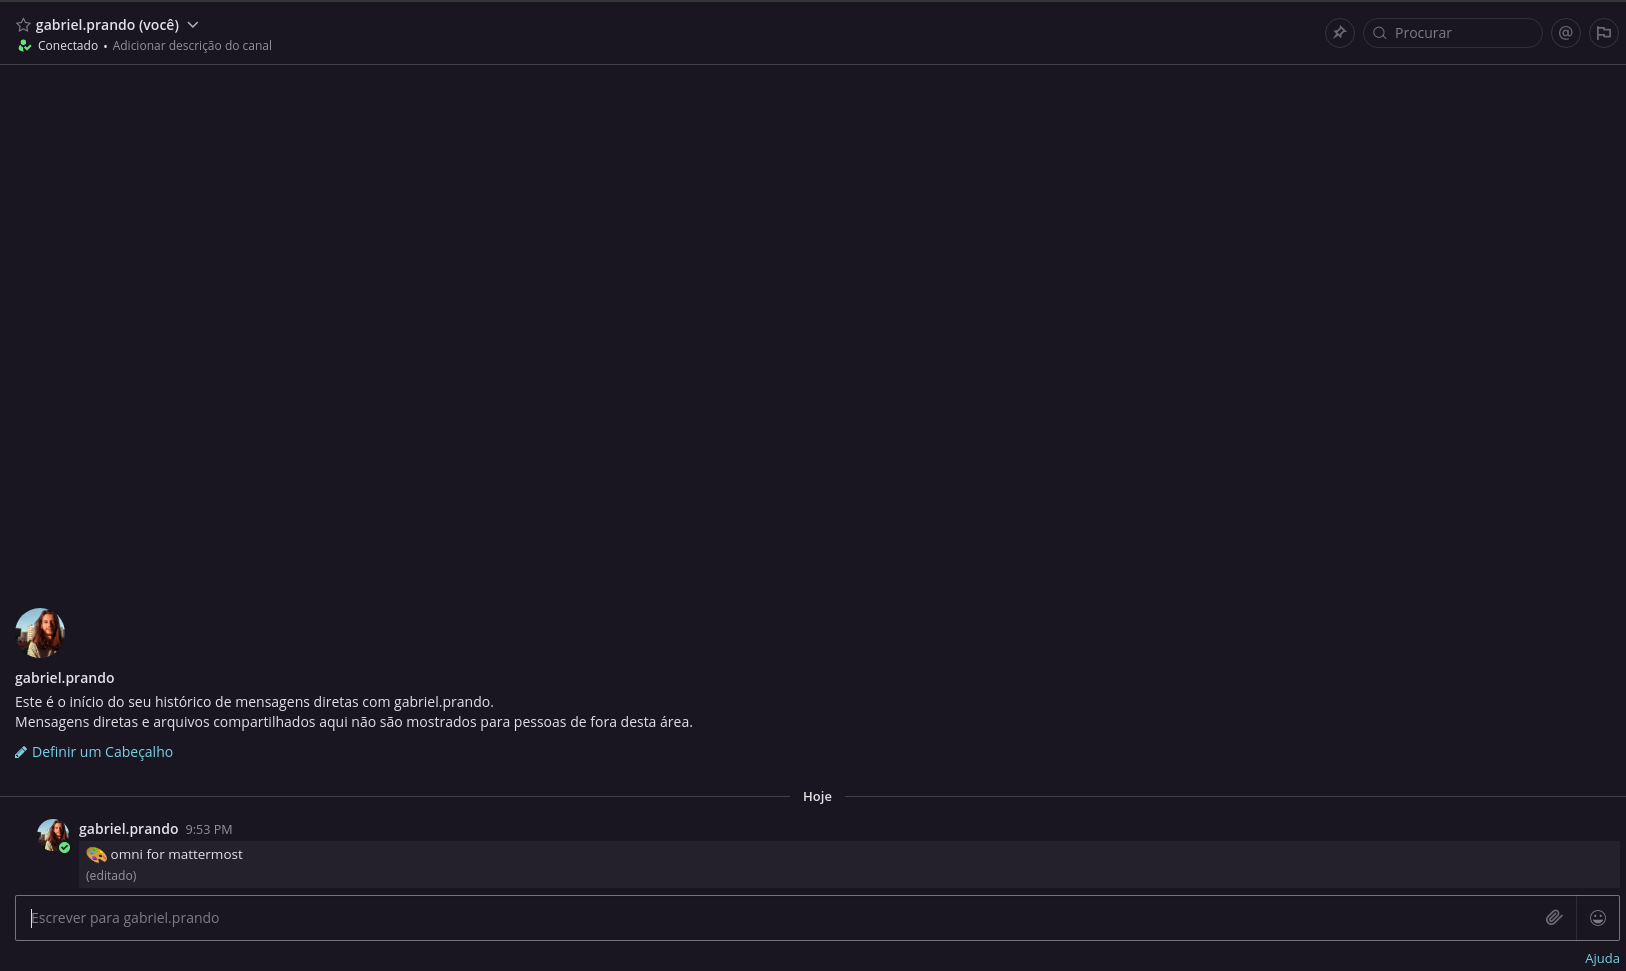 gabriel.prando (você)
Conectado • Adicionar descrição do canal
Procurar
@
gabriel.prando
Este é o início do seu histórico de mensagens diretas com gabriel.prando.
Mensagens diretas e arquivos compartilhados aqui não são mostrados para pessoas de fora desta área.
Definir um Cabeçalho
Hoje
gabriel.prando 9:53 PM
🎨 omni for mattermost
(editado)
Escrever para gabriel.prando
Ajuda